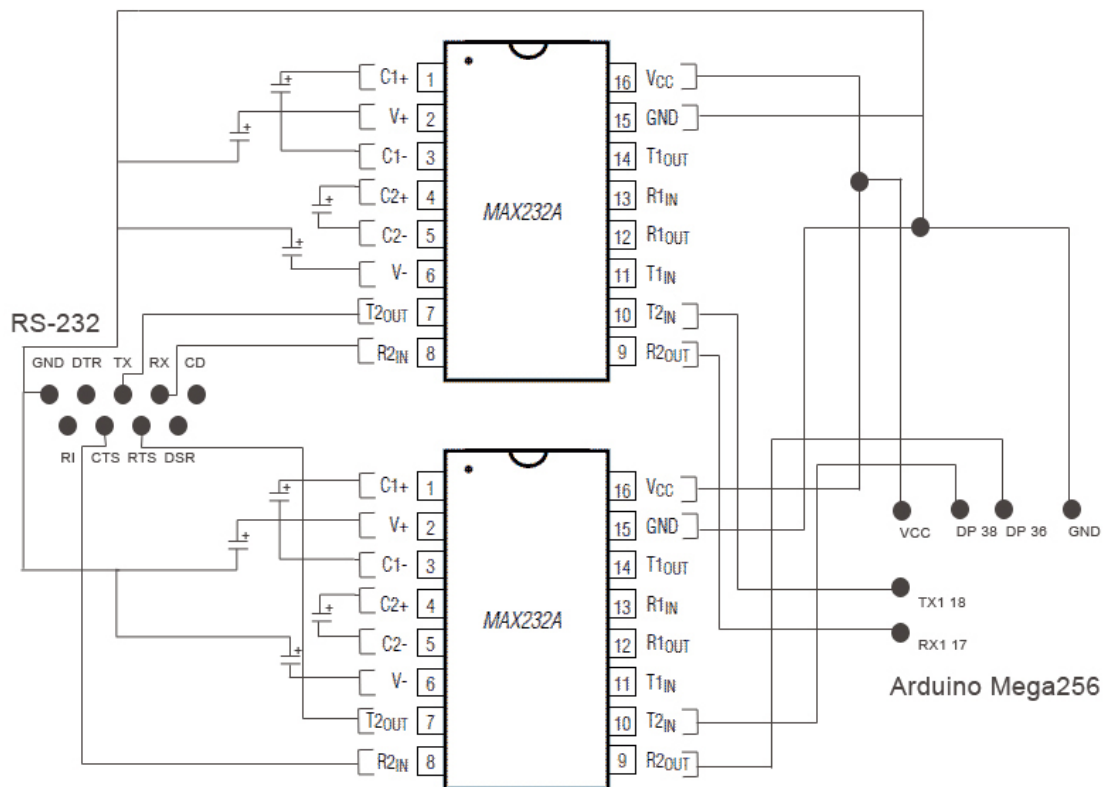 C1+ 1 16 VCC
+
V+ 2 15 GND
+
C1- 3 14 T1OUT
C2+ 4 13 R1IN
+
MAX232A
C2- 5 12 R1OUT
+
V- 6 11 T1IN
T2OUT 7 10 T2IN
R2IN 8 9 R2OUT
RS-232
GND DTR TX RX CD
RI CTS RTS DSR
C1+ 1 16 VCC
+
V+ 2 15 GND
+
C1- 3 14 T1OUT
C2+ 4 13 R1IN
+
MAX232A
C2- 5 12 R1OUT
+
V- 6 11 T1IN
T2OUT 7 10 T2IN
R2IN 8 9 R2OUT
VCC DP 38 DP 36 GND
TX1 18
RX1 17
Arduino Mega256